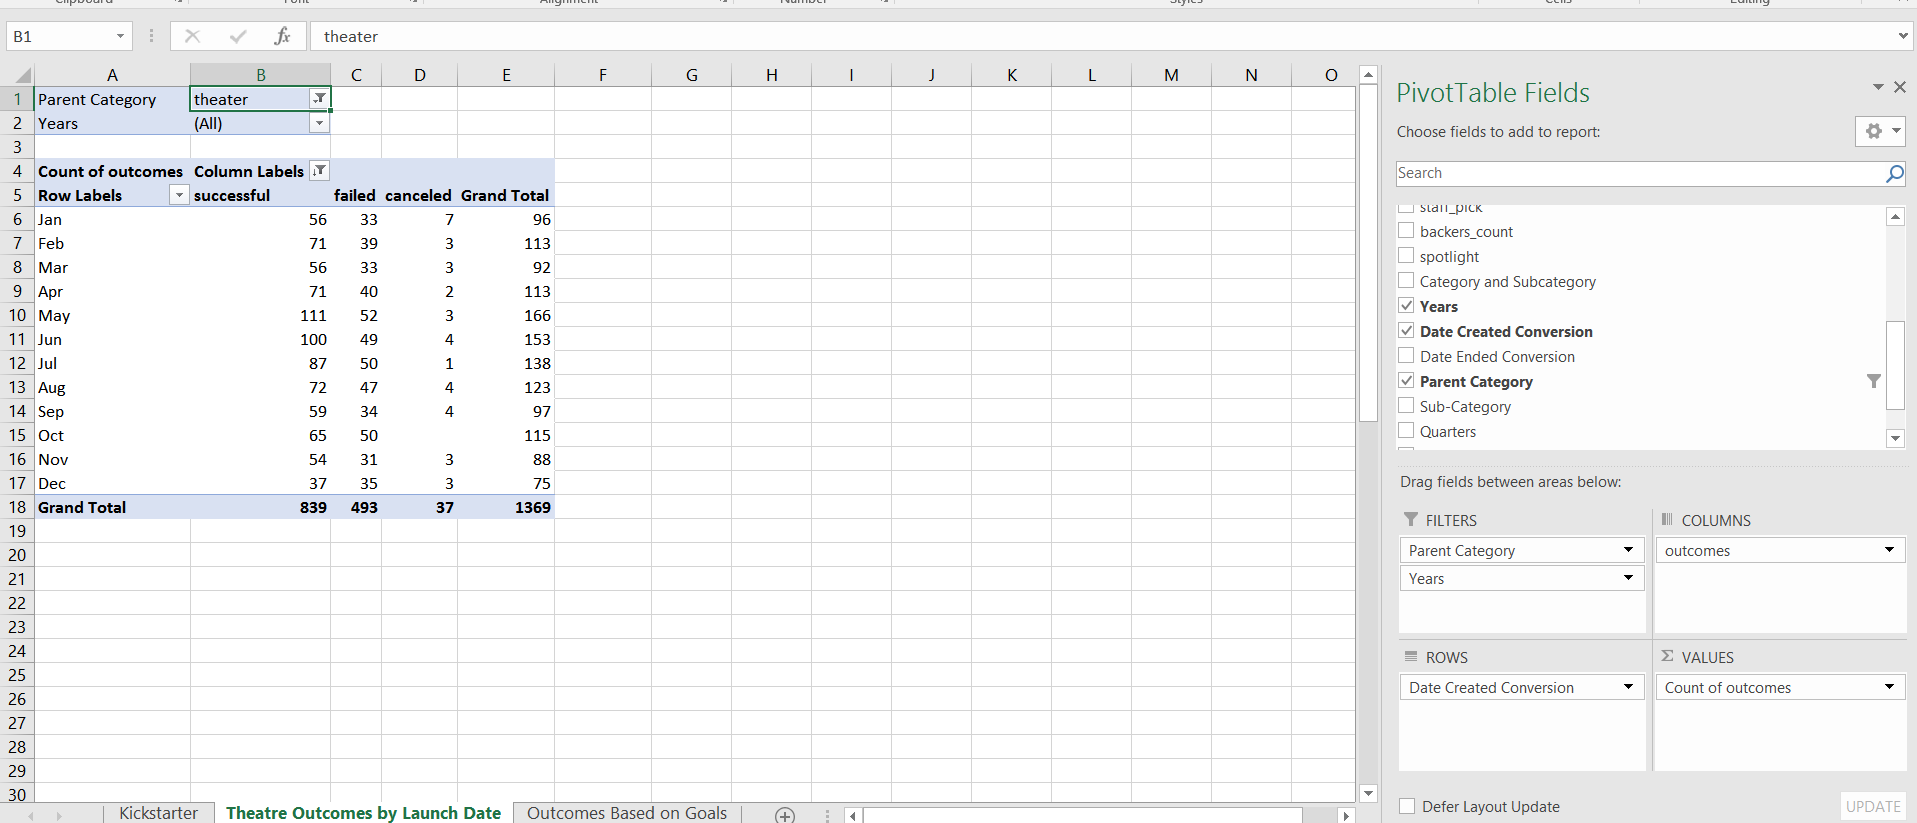 Clipboard Font Alignment Number Styles Cells Editing
B1 fx theater
A B C D E F G H I J K L M N O
1 Parent Category theater
2 Years (All)
3
4 Count of outcomes Column Labels
5 Row Labels successful failed canceled Grand Total
6 Jan 56 33 7 96
7 Feb 71 39 3 113
8 Mar 56 33 3 92
9 Apr 71 40 2 113
10 May 111 52 3 166
11 Jun 100 49 4 153
12 Jul 87 50 1 138
13 Aug 72 47 4 123
14 Sep 59 34 4 97
15 Oct 65 50 115
16 Nov 54 31 3 88
17 Dec 37 35 3 75
18 Grand Total 839 493 37 1369
19
20
21
22
23
24
25
26
27
28
29
30
Kickstarter Theatre Outcomes by Launch Date Outcomes Based on Goals
PivotTable Fields
Choose fields to add to report:
Search
staff_pick
backers_count
spotlight
Category and Subcategory
Years
Date Created Conversion
Date Ended Conversion
Parent Category
Sub-Category
Quarters
Drag fields between areas below:
FILTERS
Parent Category
Years
COLUMNS
outcomes
ROWS
Date Created Conversion
Σ VALUES
Count of outcomes
Defer Layout Update UPDATE